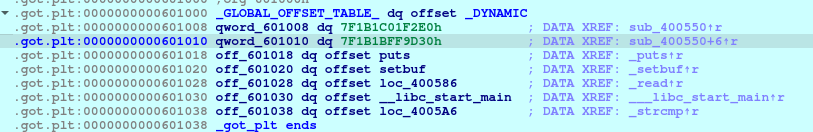 .got.plt:0000000000601000 _GLOBAL_OFFSET_TABLE_ dq offset _DYNAMIC
.got.plt:0000000000601008 qword_601008 dq 7F1B1C01F2E0h ; DATA XREF: sub_400550↑r
.got.plt:0000000000601010 qword_601010 dq 7F1B1BFF9D30h ; DATA XREF: sub_400550+6↑r
.got.plt:0000000000601018 off_601018 dq offset puts ; DATA XREF: _puts↑r
.got.plt:0000000000601020 off_601020 dq offset setbuf ; DATA XREF: _setbuf↑r
.got.plt:0000000000601028 off_601028 dq offset loc_400586 ; DATA XREF: _read↑r
.got.plt:0000000000601030 off_601030 dq offset __libc_start_main ; DATA XREF: ___libc_start_main↑r
.got.plt:0000000000601038 off_601038 dq offset loc_4005A6 ; DATA XREF: _strcmp↑r
.got.plt:0000000000601038 _got_plt ends